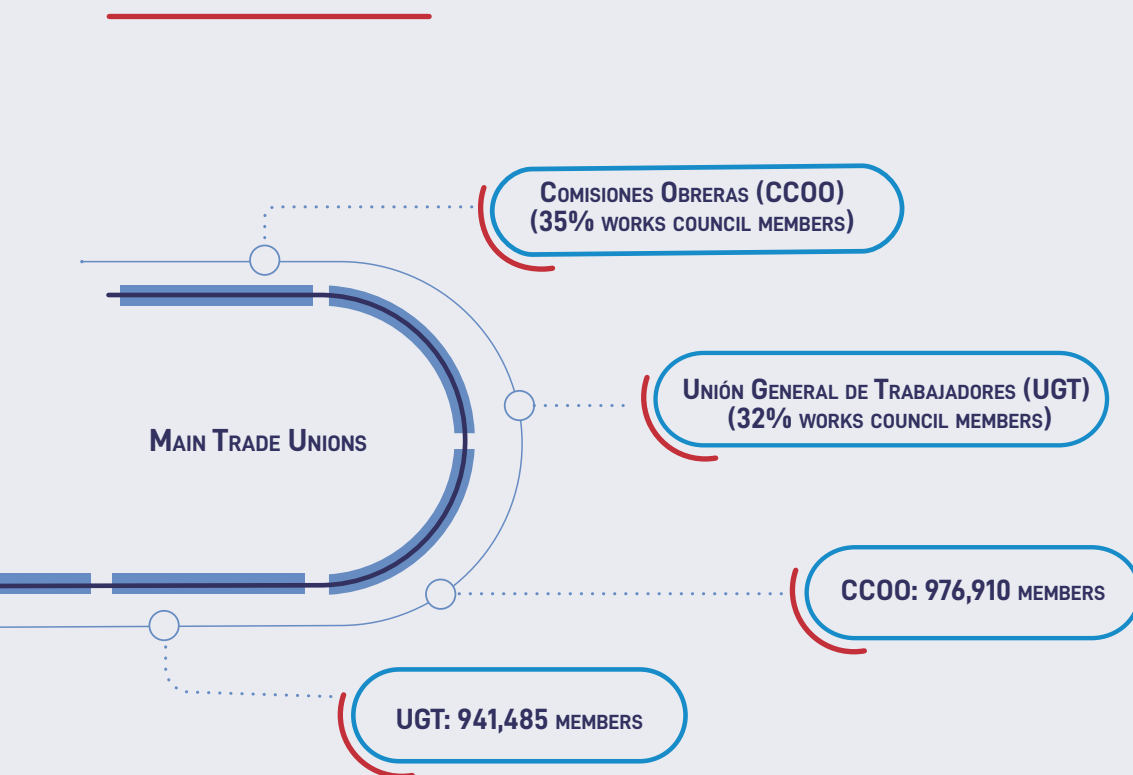 Comisiones Obreras (CCOO)
(35% works council members)
Unión General de Trabajadores (UGT)
(32% works council members)
Main Trade Unions
CCOO: 976,910 members
UGT: 941,485 members